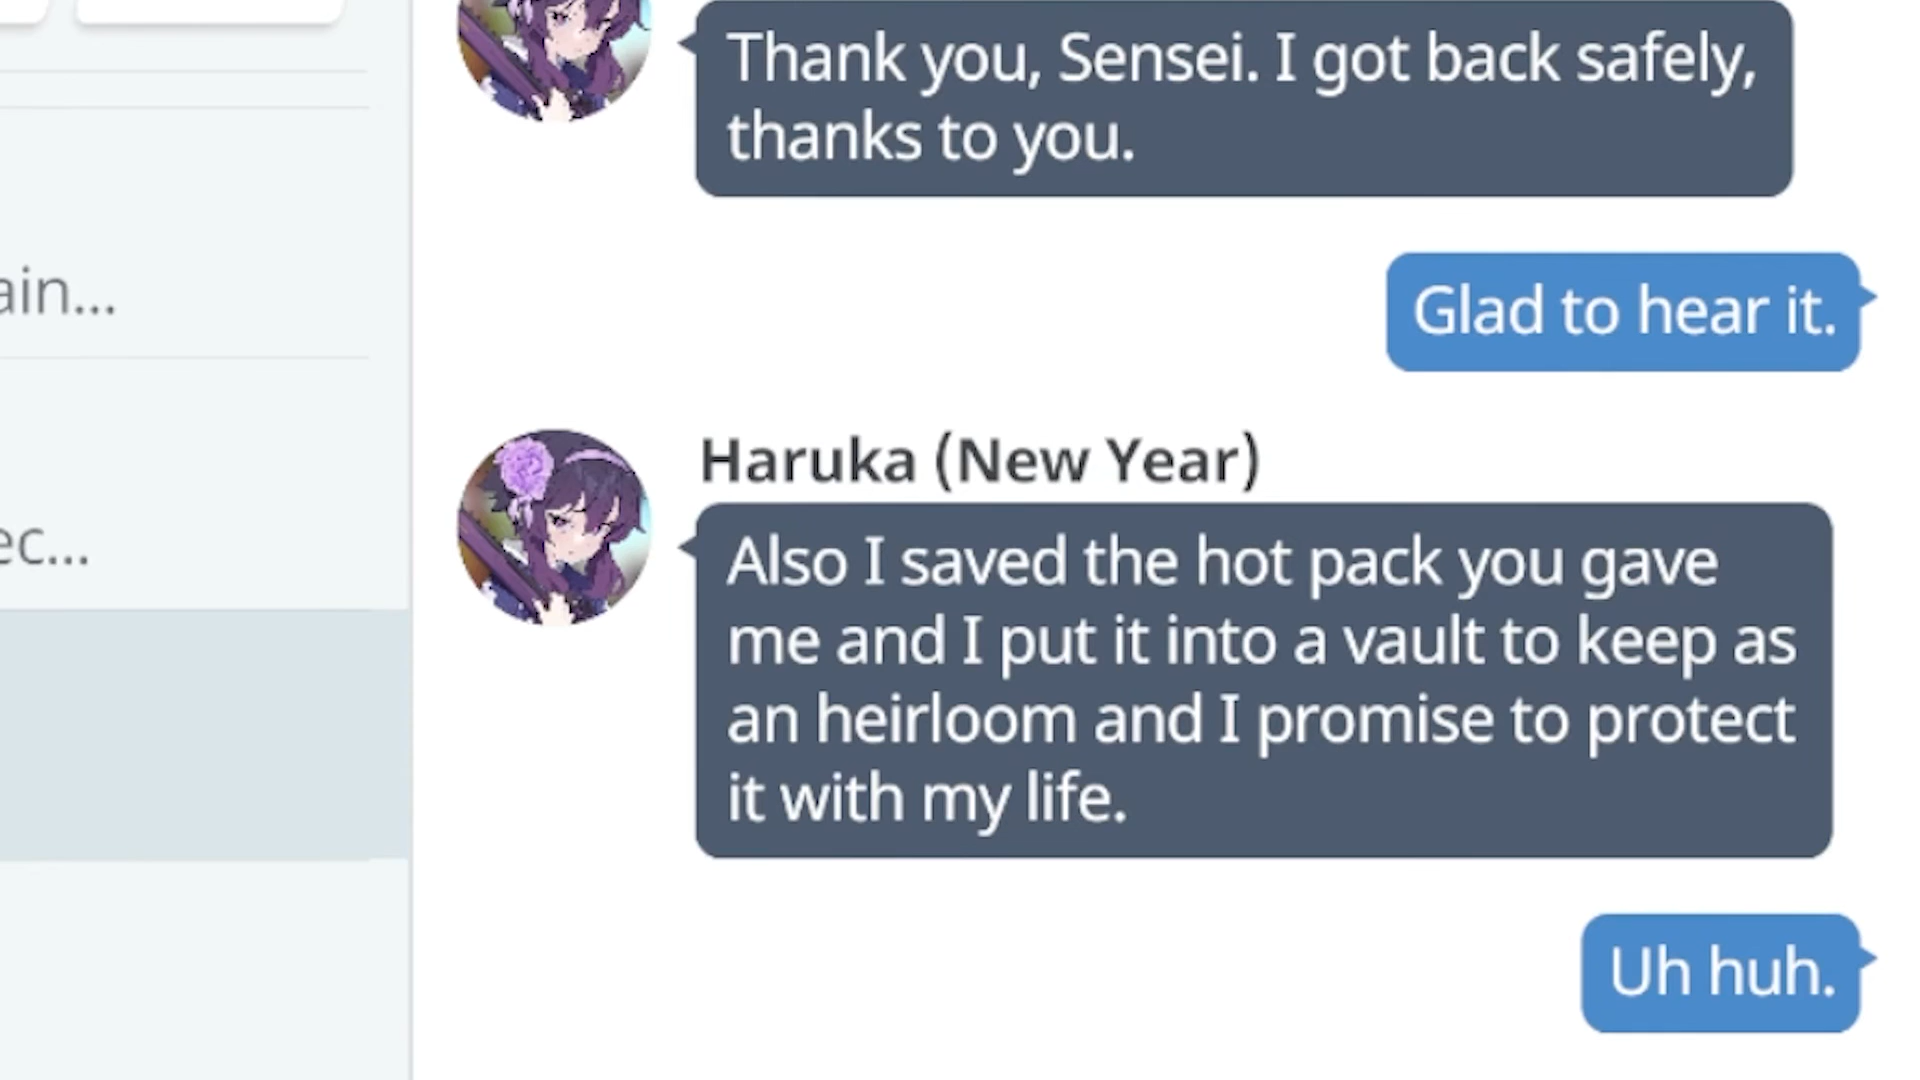 Thank you, Sensei. I got back safely,
thanks to you.
Glad to hear it.
ain...
Haruka (New Year)
Also I saved the hot pack you gave
me and I put it into a vault to keep as
an heirloom and I promise to protect
it with my life.
ec...
Uh huh.